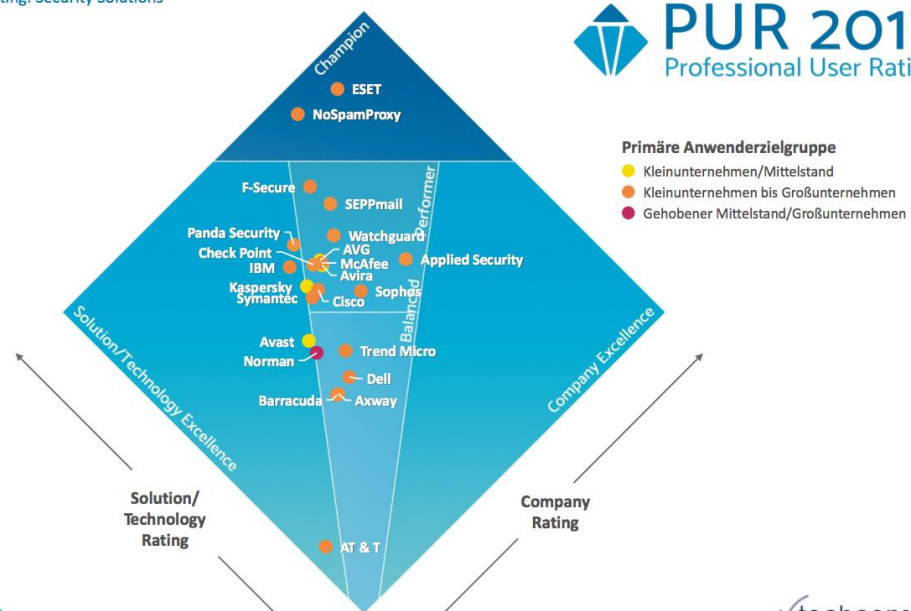 Security Solutions
PUR 201
Professional User Rati
Champion
ESET
NoSpamProxy
Primäre Anwenderzielgruppe
Kleinunternehmen/Mittelstand
Kleinunternehmen bis Großunternehmen
Gehobener Mittelstand/Großunternehmen
F-Secure
SEPPmail
Performer
Panda Security
Watchguard
Check Point
AVG
McAfee
Applied Security
IBM
Avira
Kaspersky
Symantec
Cisco
Sophos
Balanced
Solution/Technology Excellence
Company Excellence
Avast
Norman
Trend Micro
Dell
Barracuda
Axway
Solution/
Technology
Rating
Company
Rating
AT & T